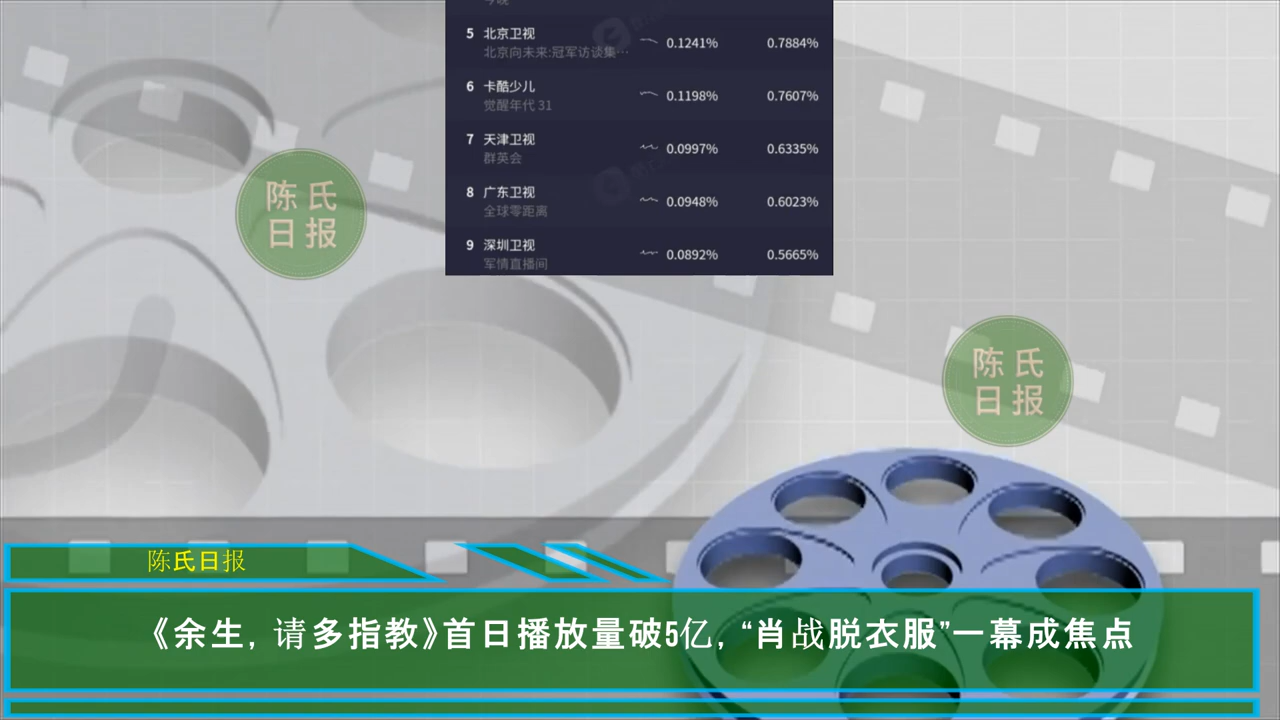 今晚
5 北京卫视 0.1241% 0.7884%
北京向未来:冠军访谈集…
6 卡酷少儿 0.1198% 0.7607%
觉醒年代 31
7 天津卫视 0.0997% 0.6335%
群英会
8 广东卫视 0.0948% 0.6023%
全球零距离
9 深圳卫视 0.0892% 0.5665%
军情直播间
陈氏
日报
陈氏
日报
陈氏日报
《余生, 请多指教》首日播放量破5亿, “肖战脱衣服”一幕成焦点